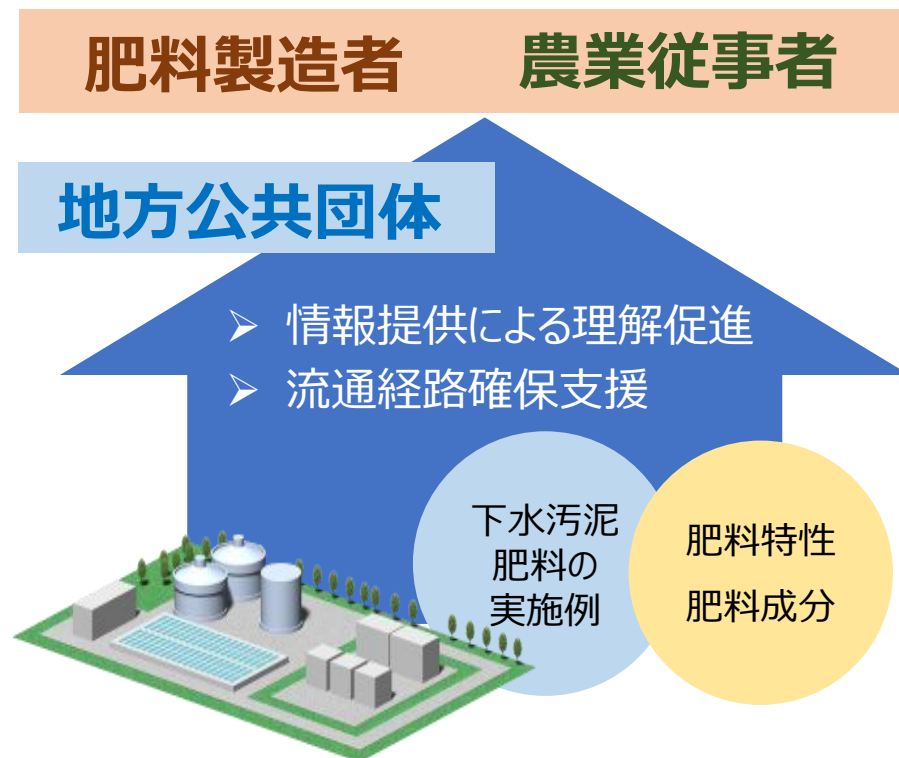 肥料製造者 農業従事者
地方公共団体
➢ 情報提供による理解促進
➢ 流通経路確保支援
下水汚泥
肥料の
実施例
肥料特性
肥料成分